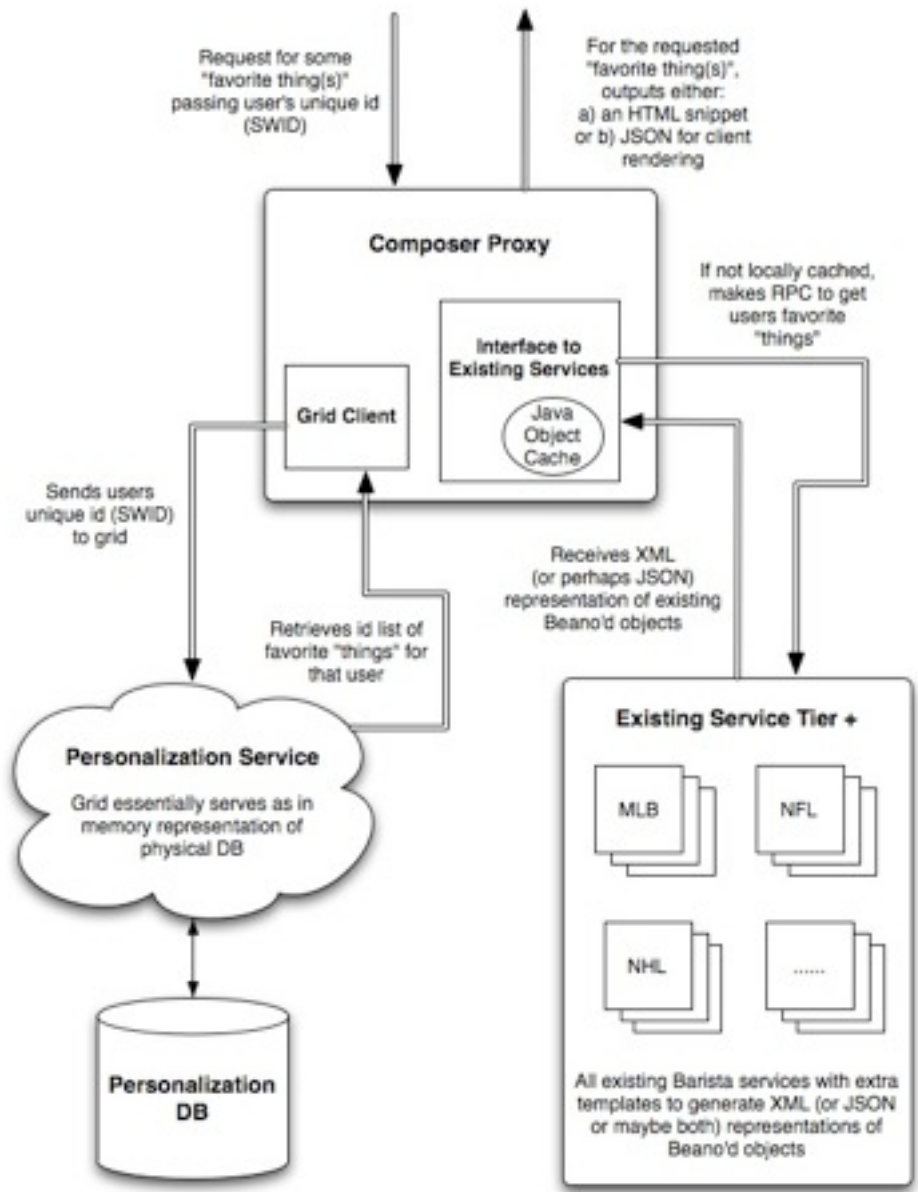 Request for some
"favorite thing(s)"
passing user's unique id
(SWID)
For the requested
"favorite thing(s)",
outputs either:
a) an HTML snippet
or b) JSON for client
rendering
Composer Proxy
If not locally cached,
makes RPC to get
users favorite
"things"
Interface to
Existing Services
Java
Object
Cache
Grid Client
Sends users
unique id (SWID)
to grid
Receives XML
(or perhaps JSON)
representation of existing
Beano'd objects
Retrieves id list of
favorite "things" for
that user
Personalization Service
Grid essentially serves as in
memory representation of
physical DB
Existing Service Tier +
MLB
NFL
NHL
......
Personalization
DB
All existing Barista services with extra
templates to generate XML (or JSON
or maybe both) representations of
Beano'd objects